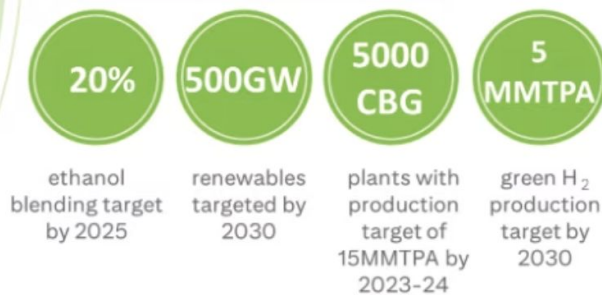 20%
ethanol
blending target
by 2025
500GW
renewables
targeted by
2030
5000
CBG
plants with
production
target of
15MMTPA by
2023-24
5
MMTPA
green H₂
production
target by
2030